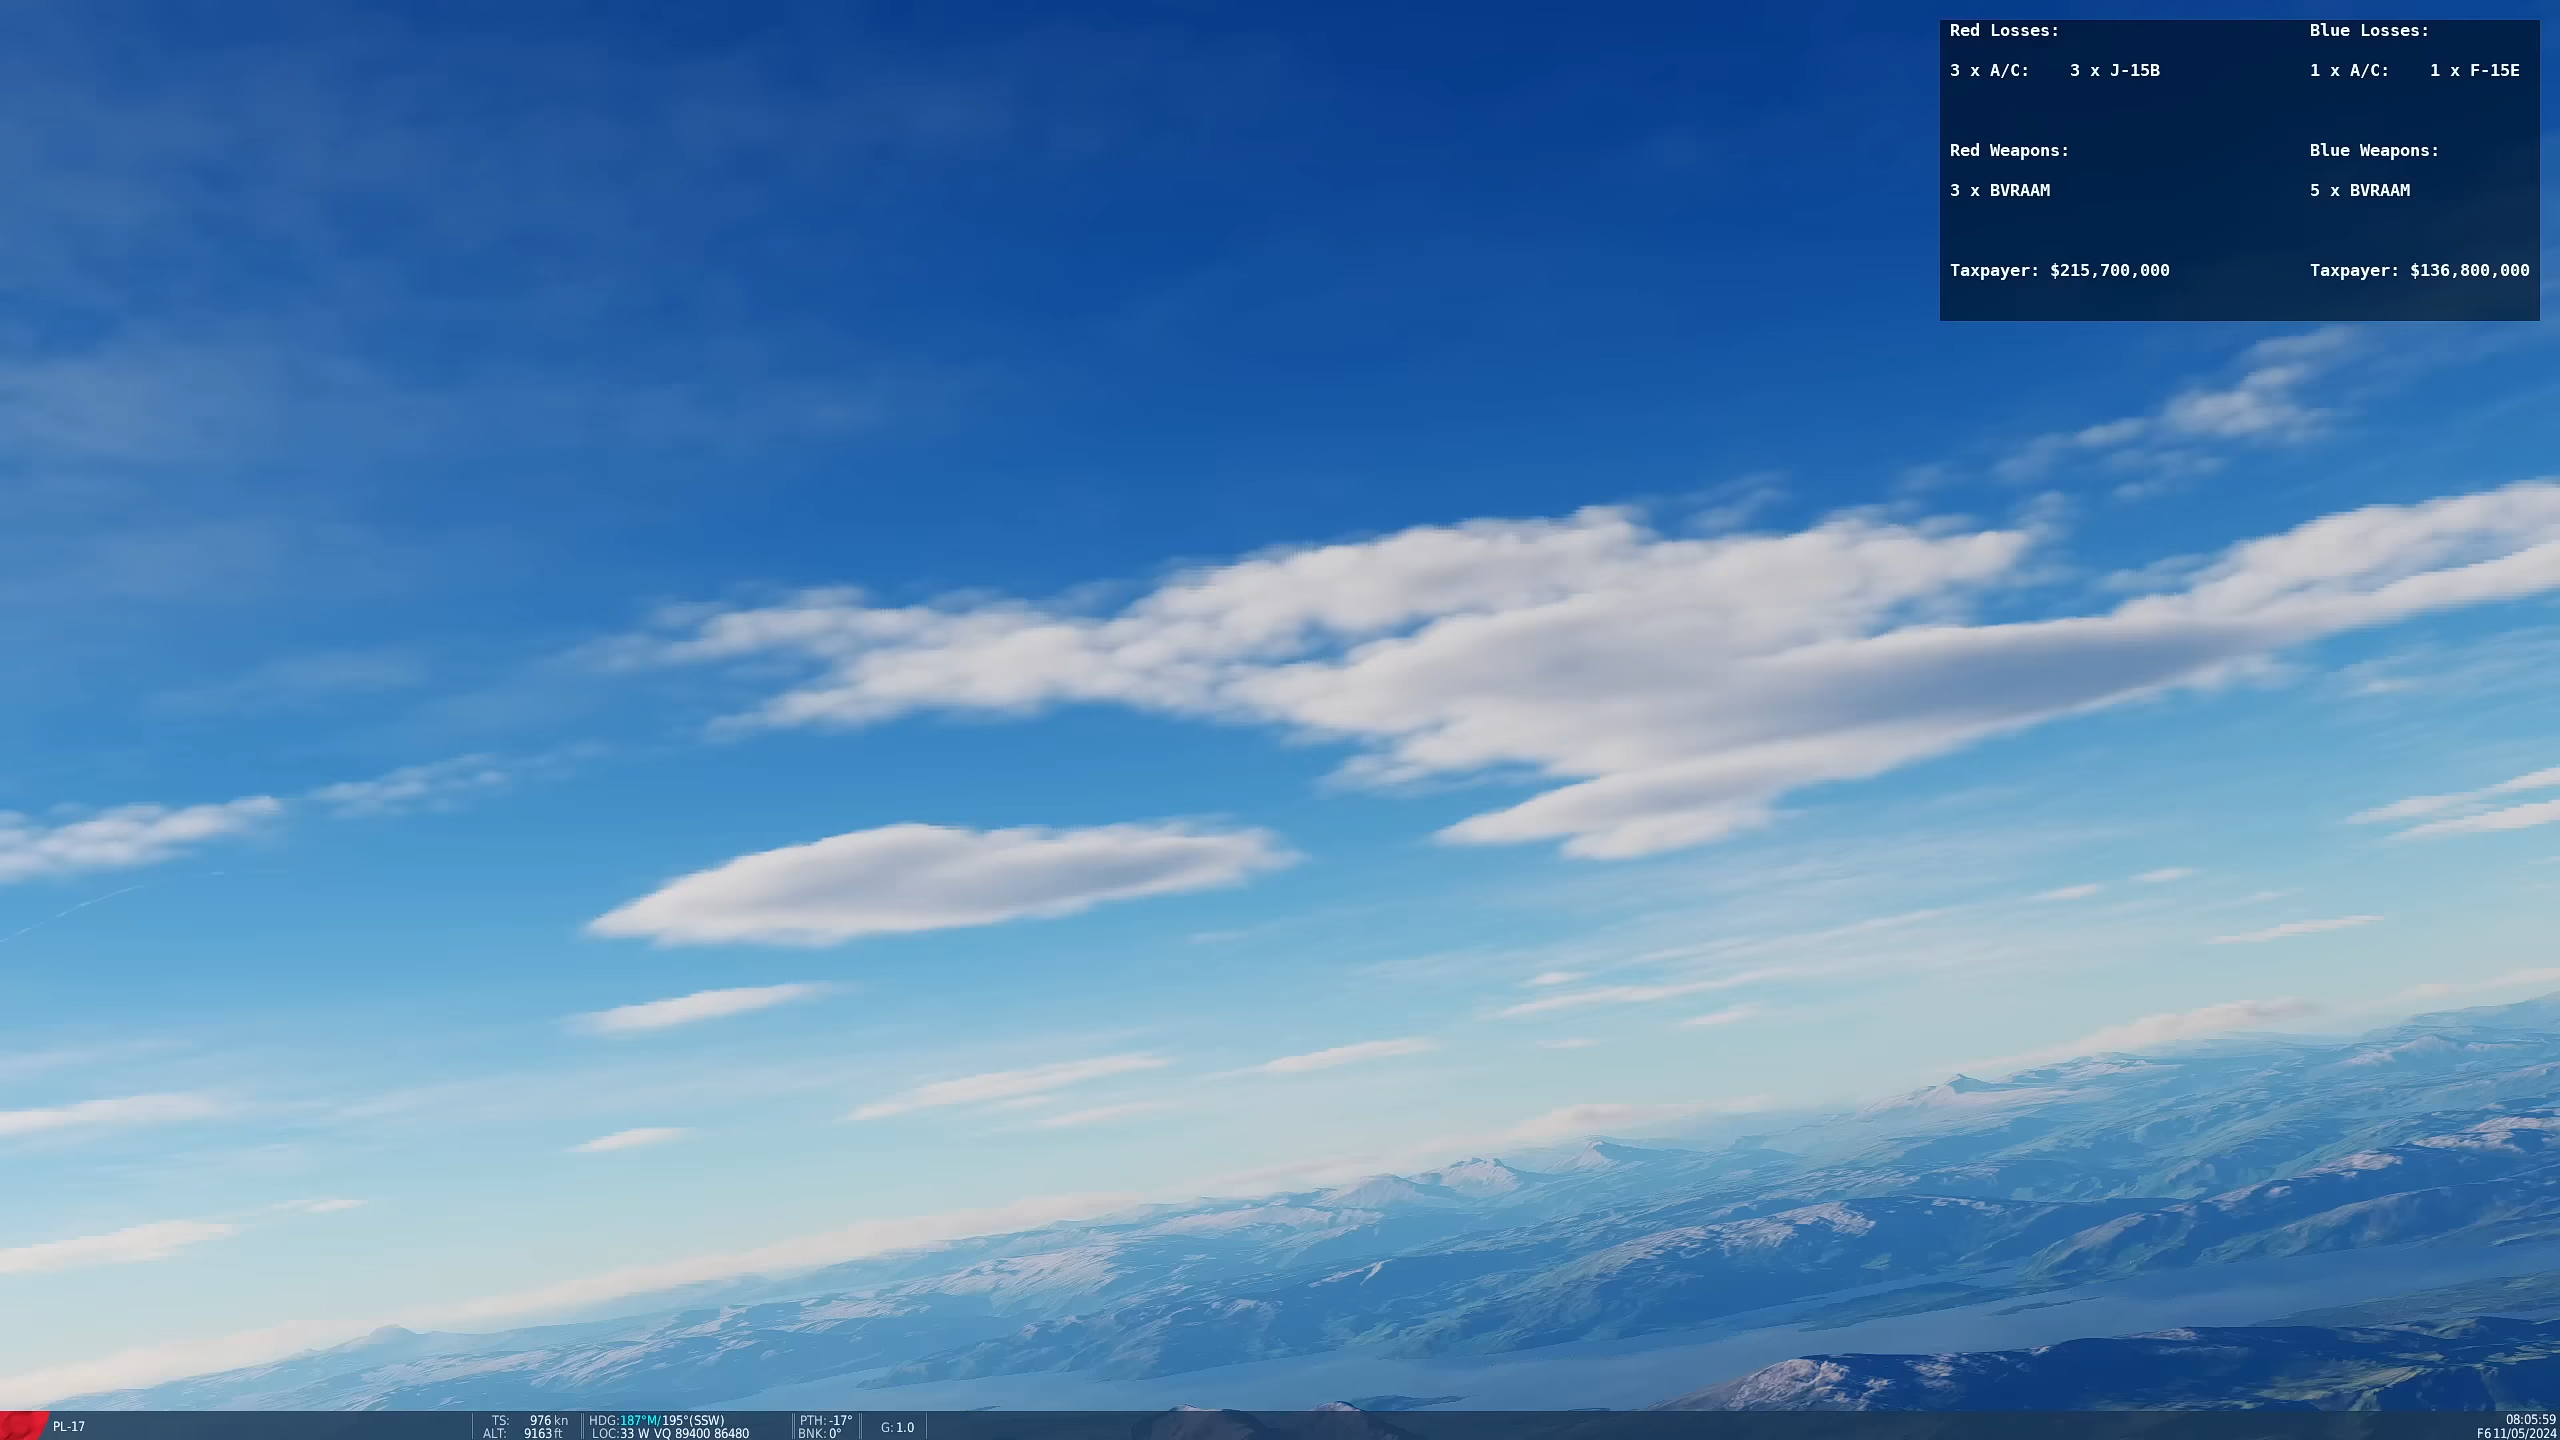 Red Losses: Blue Losses:
3 x A/C: 3 x J-15B 1 x A/C: 1 x F-15E
Red Weapons: Blue Weapons:
3 x BVRAAM 5 x BVRAAM
Taxpayer: $215,700,000 Taxpayer: $136,800,000
PL-17
TS: 976 kn HDG:187°M/195°(SSW) PTH: -17° G: 1.0 08:05:59
ALT: 9163 ft LOC:33 W VQ 89400 86480 BNK: 0° F6 11/05/2024